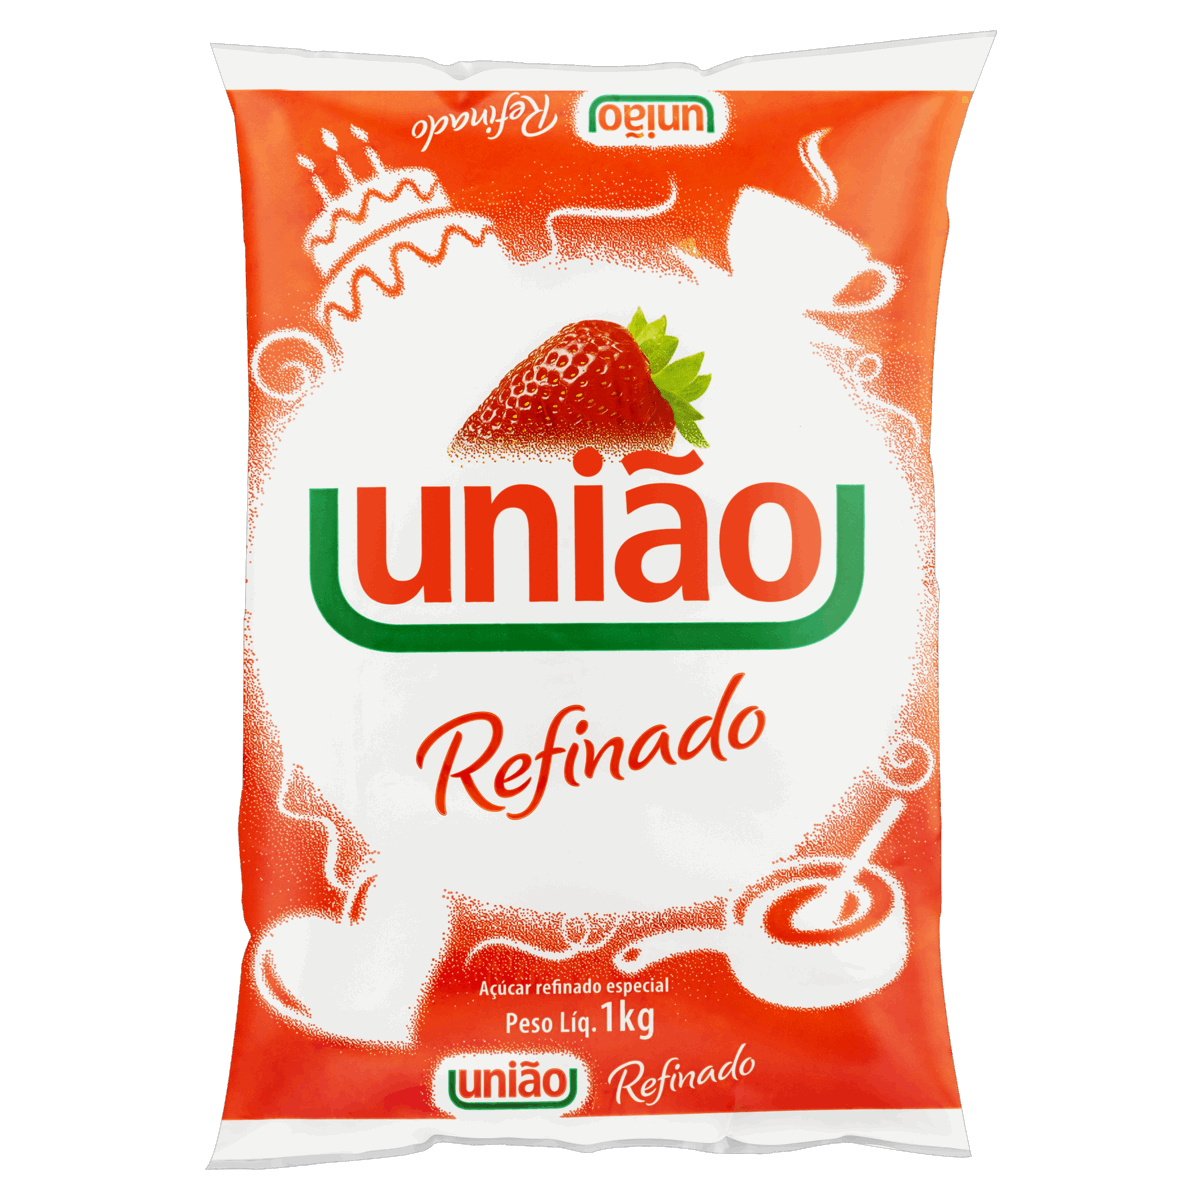 Refinado união
união
Refinado
Açúcar refinado especial
Peso Líq. 1kg
união Refinado